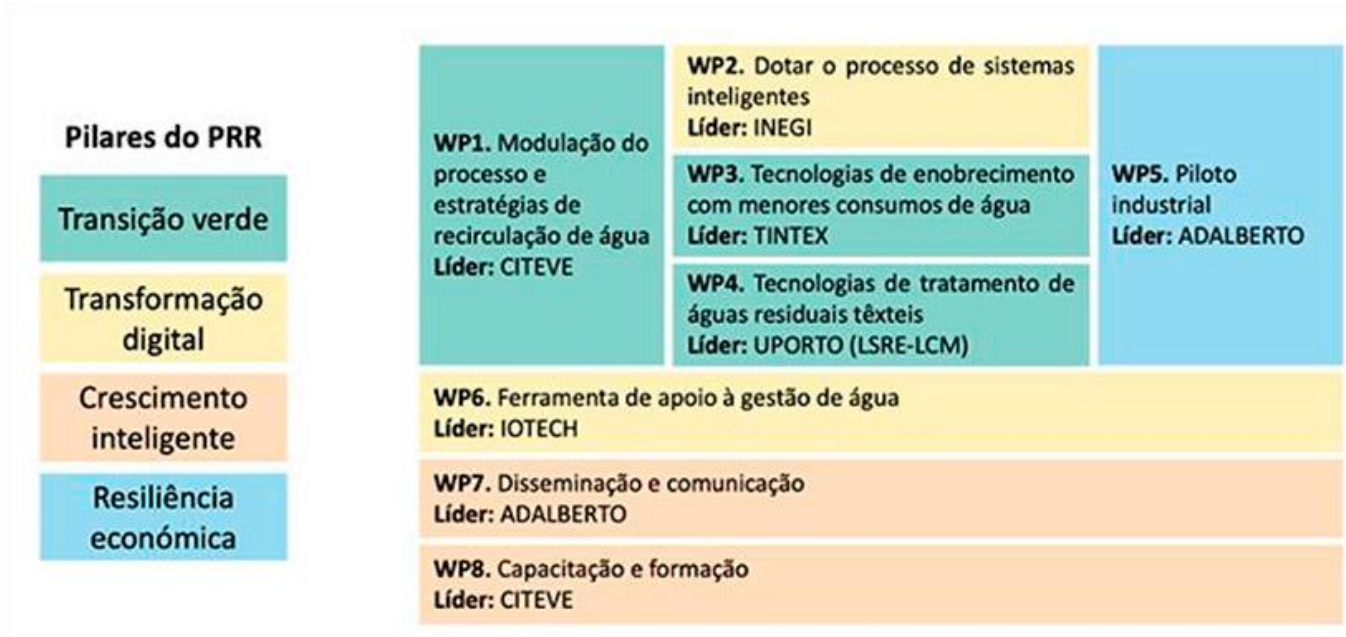 Pilares do PRR
Transição verde
Transformação
digital
Crescimento
inteligente
Resiliência
económica
WP1. Modulação do
processo e
estratégias de
recirculação de água
Líder: CITEVE
WP2. Dotar o processo de sistemas
inteligentes
Líder: INEGI
WP3. Tecnologias de enobrecimento
com menores consumos de água
Líder: TINTEX
WP4. Tecnologias de tratamento de
águas residuais têxteis
Líder: UPORTO (LSRE-LCM)
WP5. Piloto
industrial
Líder: ADALBERTO
WP6. Ferramenta de apoio à gestão de água
Líder: IOTECH
WP7. Disseminação e comunicação
Líder: ADALBERTO
WP8. Capacitação e formação
Líder: CITEVE